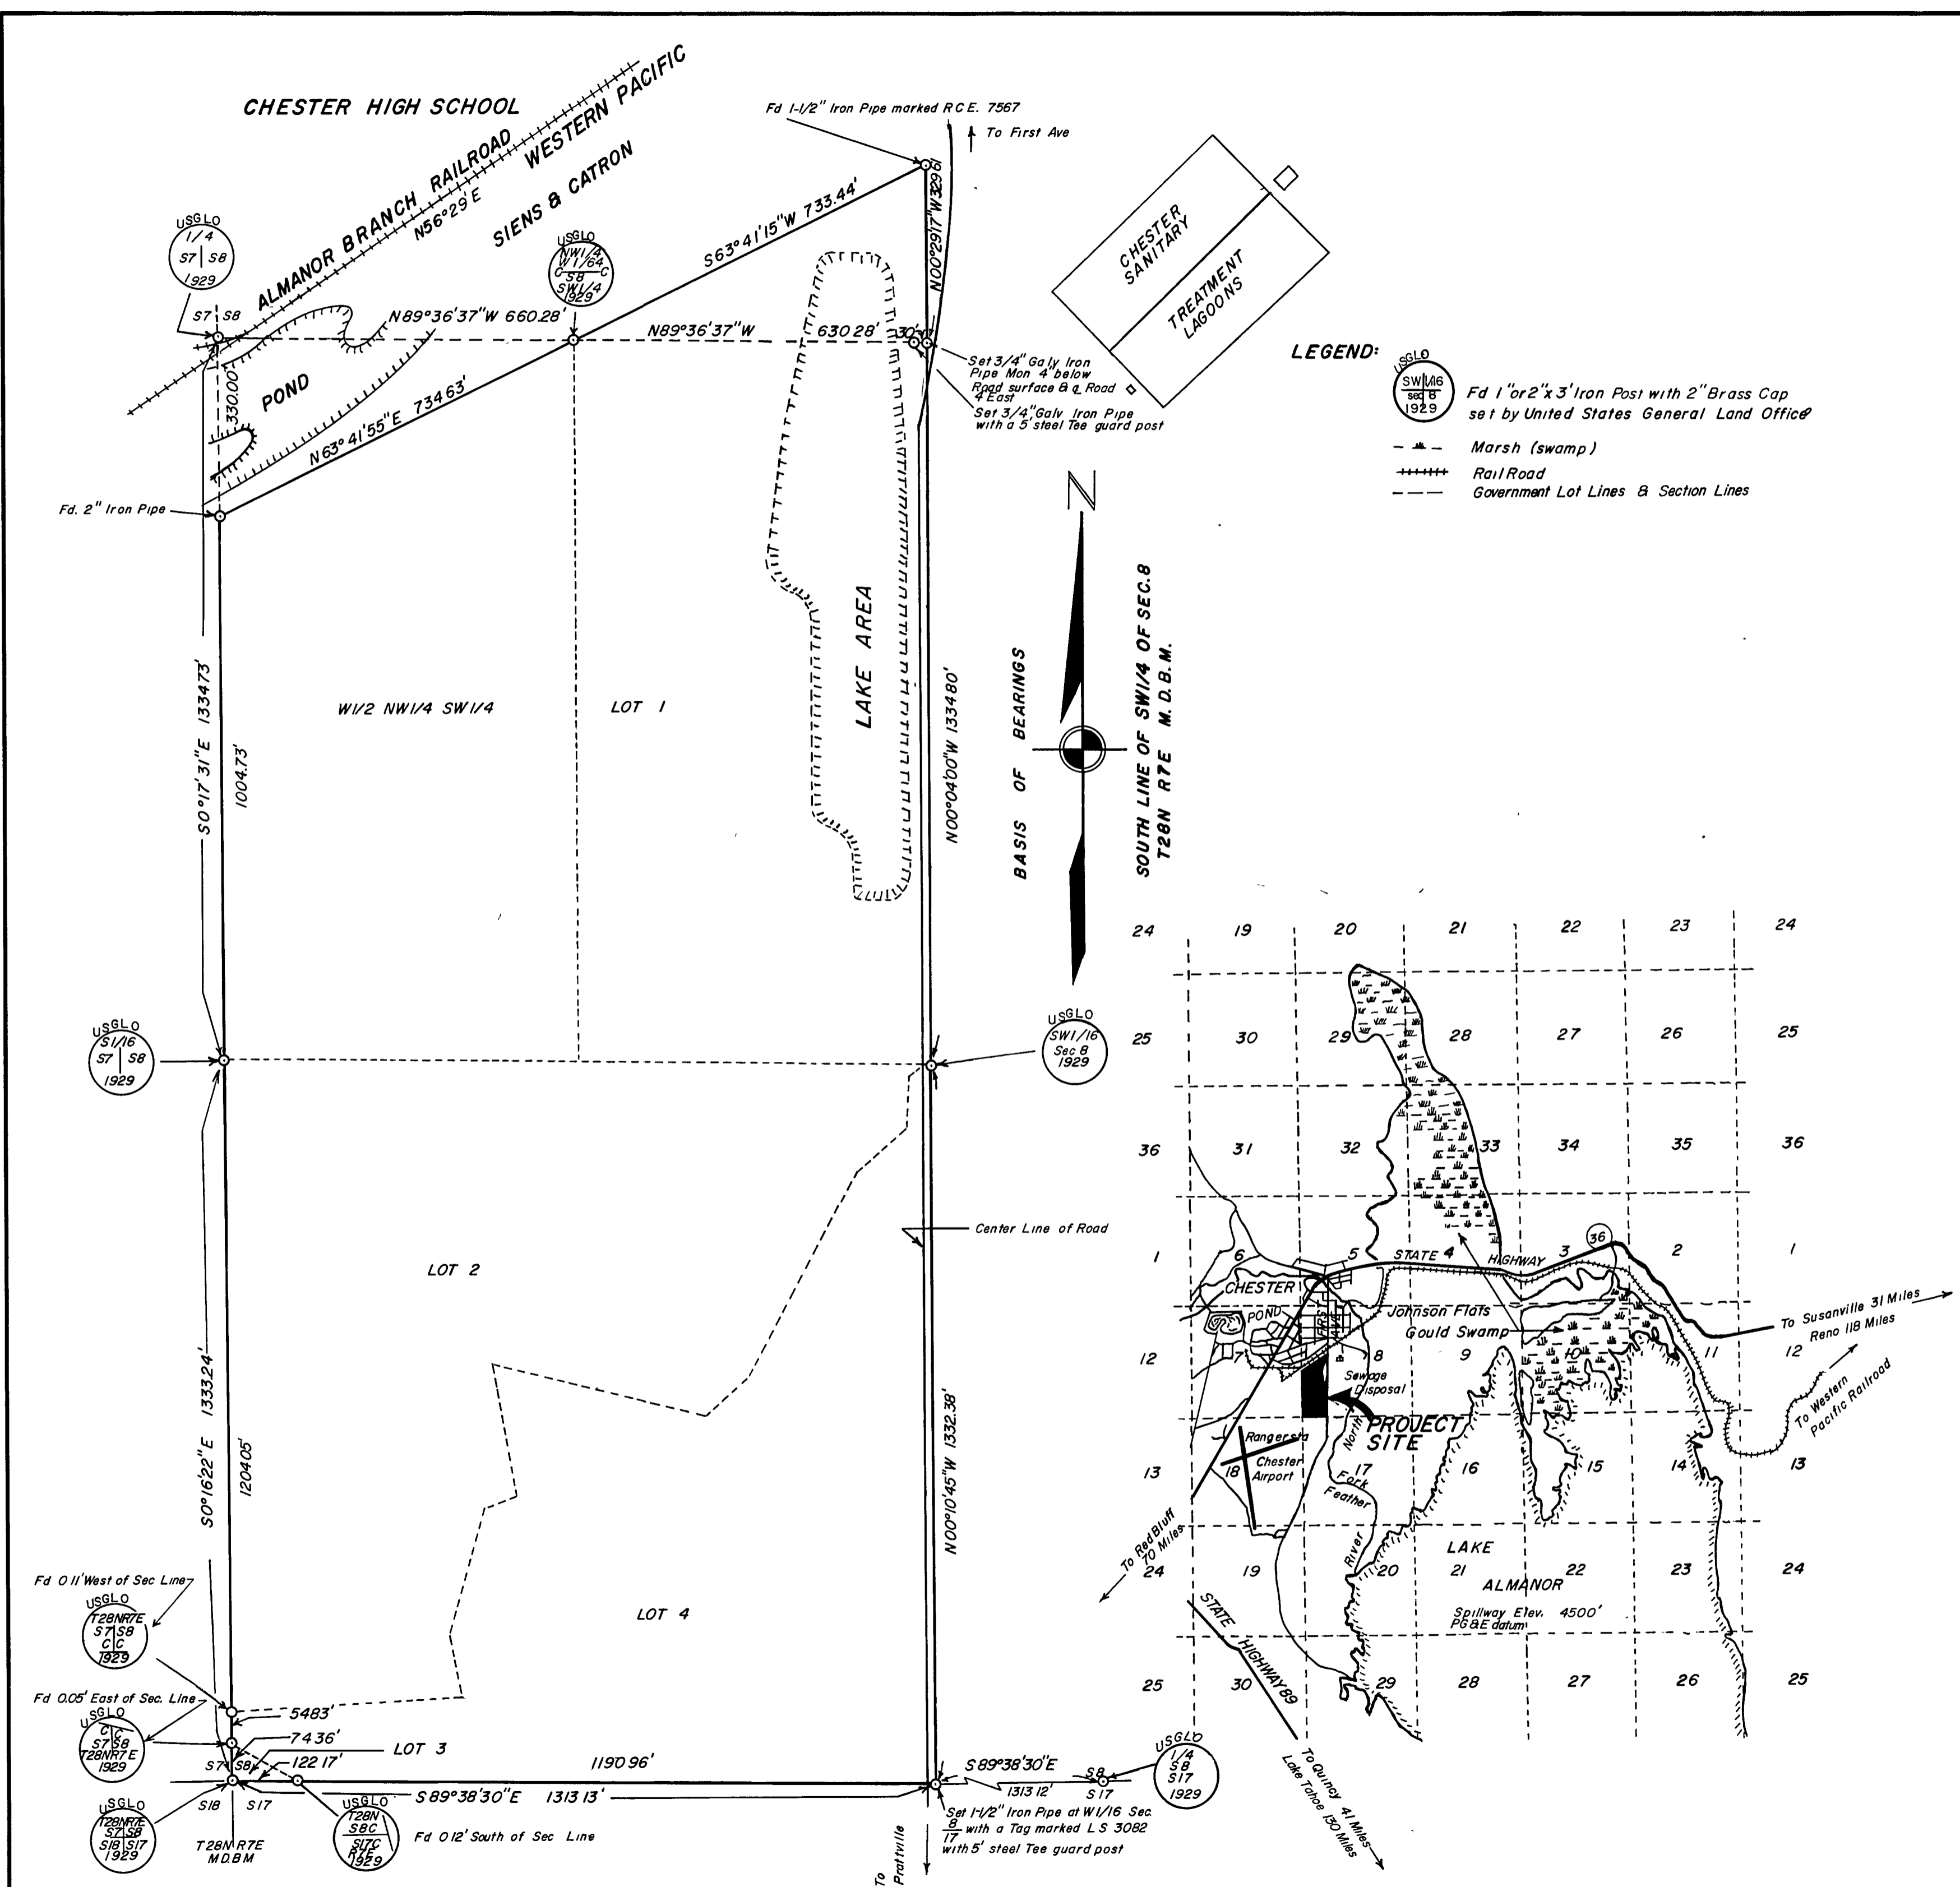 CHESTER HIGH SCHOOL
ALMANOR BRANCH RAILROAD
WESTERN PACIFIC
N56°29'E
SIENS & CATRON
Fd 1-1/2" Iron Pipe marked R C E. 7567
To First Ave
S63°41'15"W 733.44'
USGLO
1/4
S7 S8
1929
S7 S8
USGLO
NW1/4
W 1/64
C C
S8
SW1/4
1929
N89°36'37"W 660.28'
N89°36'37"W 630 28'
30'
330.00'
POND
N63°41'55"E 734 63'
Fd. 2" Iron Pipe
Set 3/4" Galv Iron
Pipe Mon 4" below
Road surface & ℄ Road
4 East
Set 3/4" Galv Iron Pipe
with a 5' steel Tee guard post
CHESTER
SANITARY
TREATMENT
LAGOONS
LEGEND:
USGLO
SW 1/16
sec 8
1929
Fd 1" or 2" x 3' Iron Post with 2" Brass Cap
set by United States General Land Office
Marsh (swamp)
Rail Road
Government Lot Lines & Section Lines
N
BASIS OF BEARINGS
SOUTH LINE OF SW1/4 OF SEC. 8
T28N R7E M. D. B. M.
S0°17'31"E 133473'
1004.73'
W1/2 NW1/4 SW1/4
LOT 1
LAKE AREA
N00°04'00"W 133480'
USGLO
S1/16
S7 S8
1929
USGLO
SW1/16
Sec 8
1929
Center Line of Road
LOT 2
S0°16'22"E 1333.24'
120405'
N00°10'45"W 1332.38'
LOT 4
Fd 0 11' West of Sec Line
USGLO
T28NR7E
S7 S8
C C
1929
Fd 0.05' East of Sec. Line
USGLO
C C
S7 S8
T28NR7E
1929
5483'
74 36'
LOT 3
S7 S8
122 17'
1190 96'
S 89°38'30"E 1313 13'
S18 S17
USGLO
T28NR7E
S7 S8
S18 S17
1929
T28N R7E
M.D.B M
USGLO
T28N
S8C
S17C
R7E
1929
Fd 0 12' South of Sec Line
S 89°38'30"E
1313 12'
S8
S17
USGLO
1/4
S8
S17
1929
Set 1-1/2" Iron Pipe at W1/16 Sec.
8
17
with a Tag marked L S 3082
with 5' steel Tee guard post
To
Prattville
24 19 20 21 22 23 24
25 30 29 28 27 26 25
36 31 32 33 34 35 36
1 6 5 4 3 2 1
STATE HIGHWAY
36
CHESTER
POND
FIRST AVE
Johnson Flats
Gould Swamp
To Susanville 31 Miles
Reno 118 Miles
12 7 8 9 10 11 12
Sewage
Disposal
PROJECT
SITE
To Western
Pacific Railroad
Ranger sta
Chester
Airport
13 18 17 16 15 14 13
North
Fork
Feather
River
To Red Bluff
70 Miles
24 19 20 21 22 23 24
LAKE
ALMANOR
Spillway Elev. 4500'
PG&E datum
STATE HIGHWAY 89
25 30 29 28 27 26 25
To Quincy 41 Miles
Lake Tahoe 130 Miles